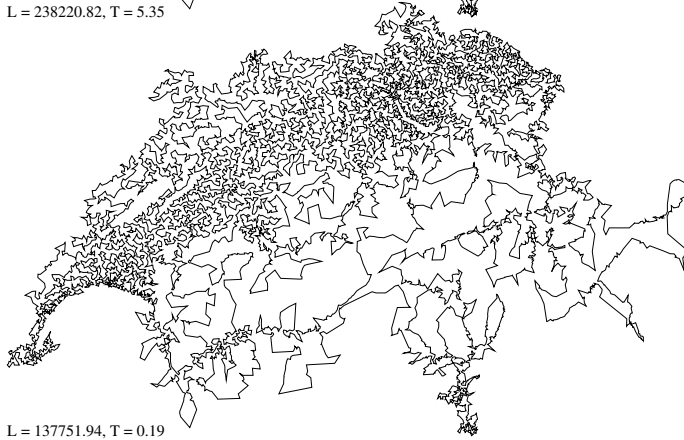 L = 238220.82, T = 5.35
L = 137751.94, T = 0.19